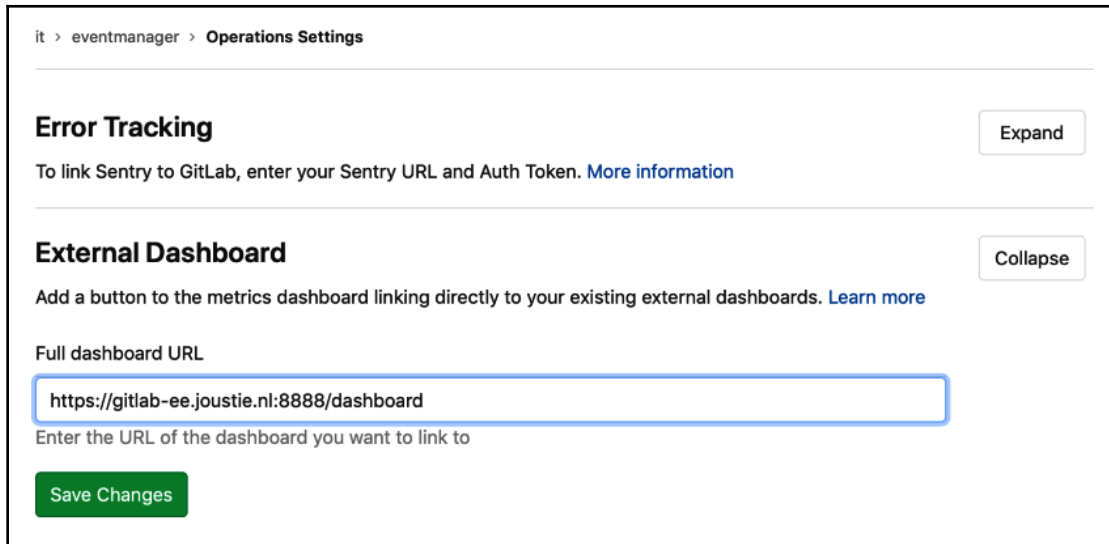 it > eventmanager > Operations Settings
Error Tracking
Expand
To link Sentry to GitLab, enter your Sentry URL and Auth Token. More information
External Dashboard
Collapse
Add a button to the metrics dashboard linking directly to your existing external dashboards. Learn more
Full dashboard URL
https://gitlab-ee.joustie.nl:8888/dashboard
Enter the URL of the dashboard you want to link to
Save Changes